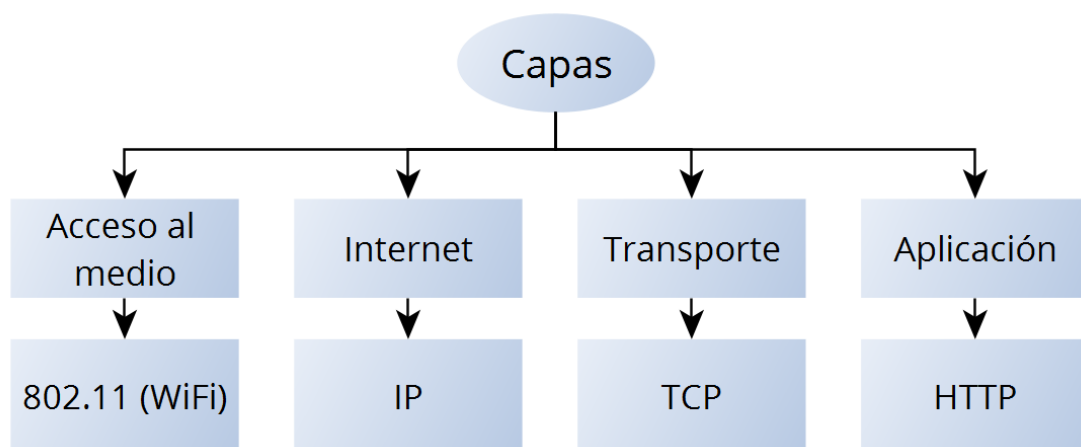 Capas
Acceso al
medio
Internet
Transporte
Aplicación
802.11 (WiFi)
IP
TCP
HTTP